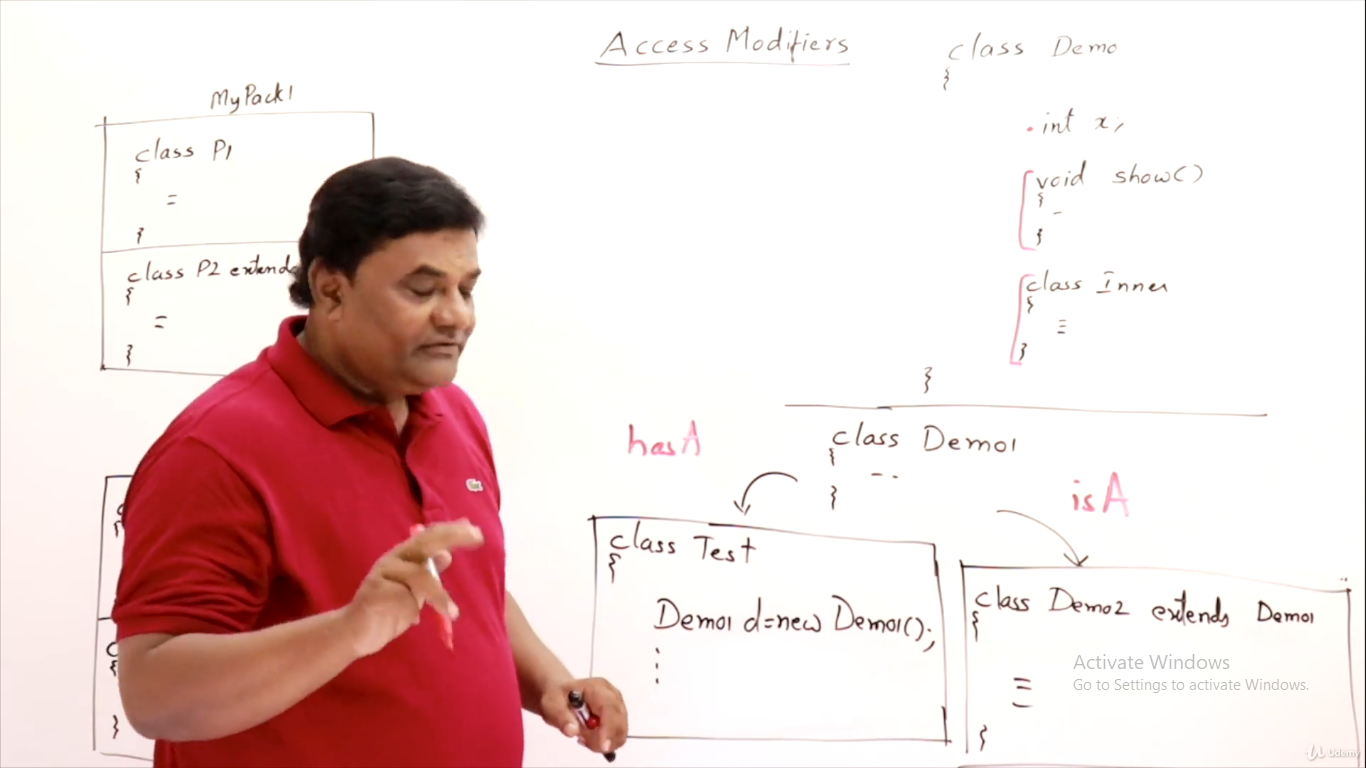 Access Modifiers
MyPack1
class P1
{
=
}
class P2 extends
{
=
}
{
{
}
class Demo
{
int x;
void show()
{
-
}
class Inner
{
≡
}
}
class Demo1
{
--
}
hasA
isA
class Test
{
Demo1 d=new Demo1();
class Demo2 extends Demo1
{
≡
}
Activate Windows
Go to Settings to activate Windows.
Udemy